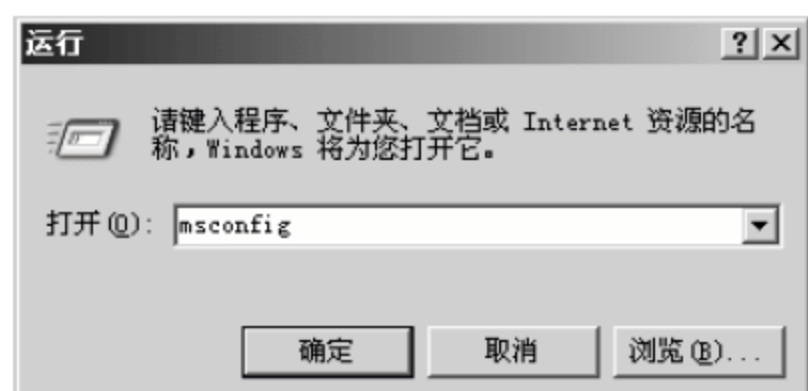 运行
请键入程序、文件夹、文档或 Internet 资源的名
称，Windows 将为您打开它。
打开(O): msconfig
确定 取消 浏览(B)...